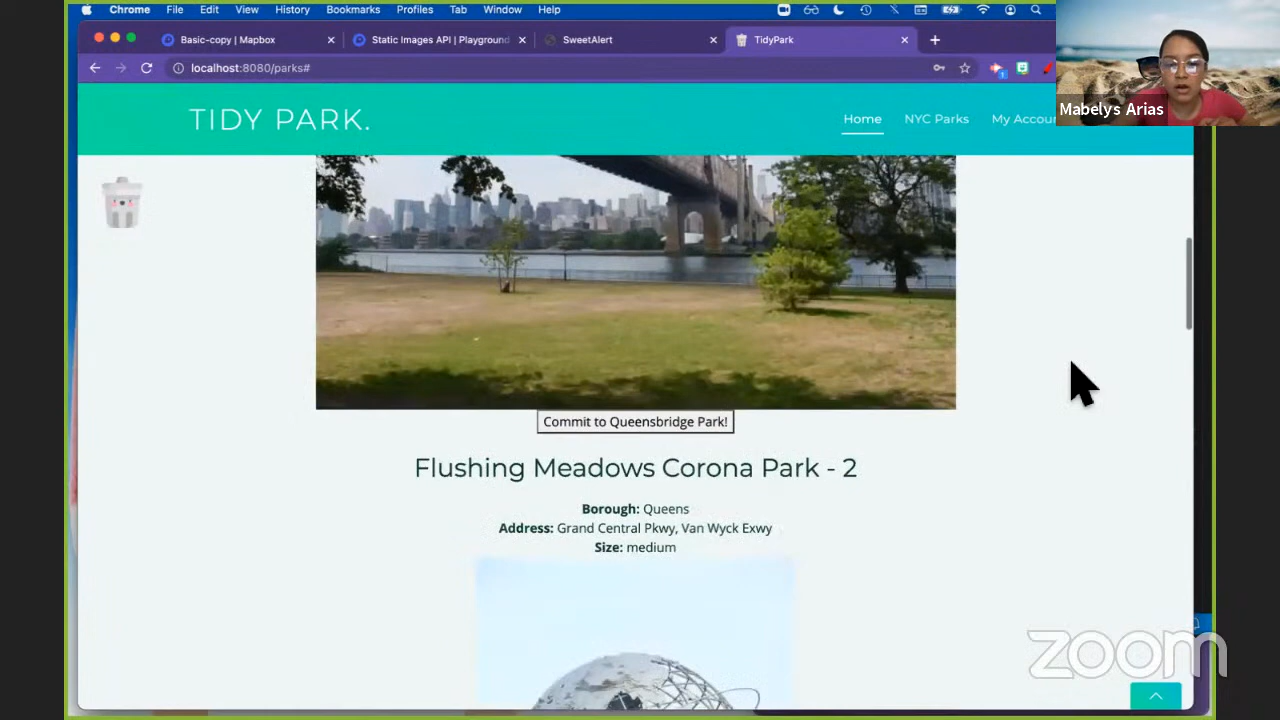 Chrome File Edit View History Bookmarks Profiles Tab Window Help
Basic-copy | Mapbox
Static Images API | Playground
SweetAlert
TidyPark
localhost:8080/parks#
Mabelys Arias
TIDY PARK.
Home
NYC Parks
My Accoun
Commit to Queensbridge Park!
Flushing Meadows Corona Park - 2
Borough: Queens
Address: Grand Central Pkwy, Van Wyck Exwy
Size: medium
zoom